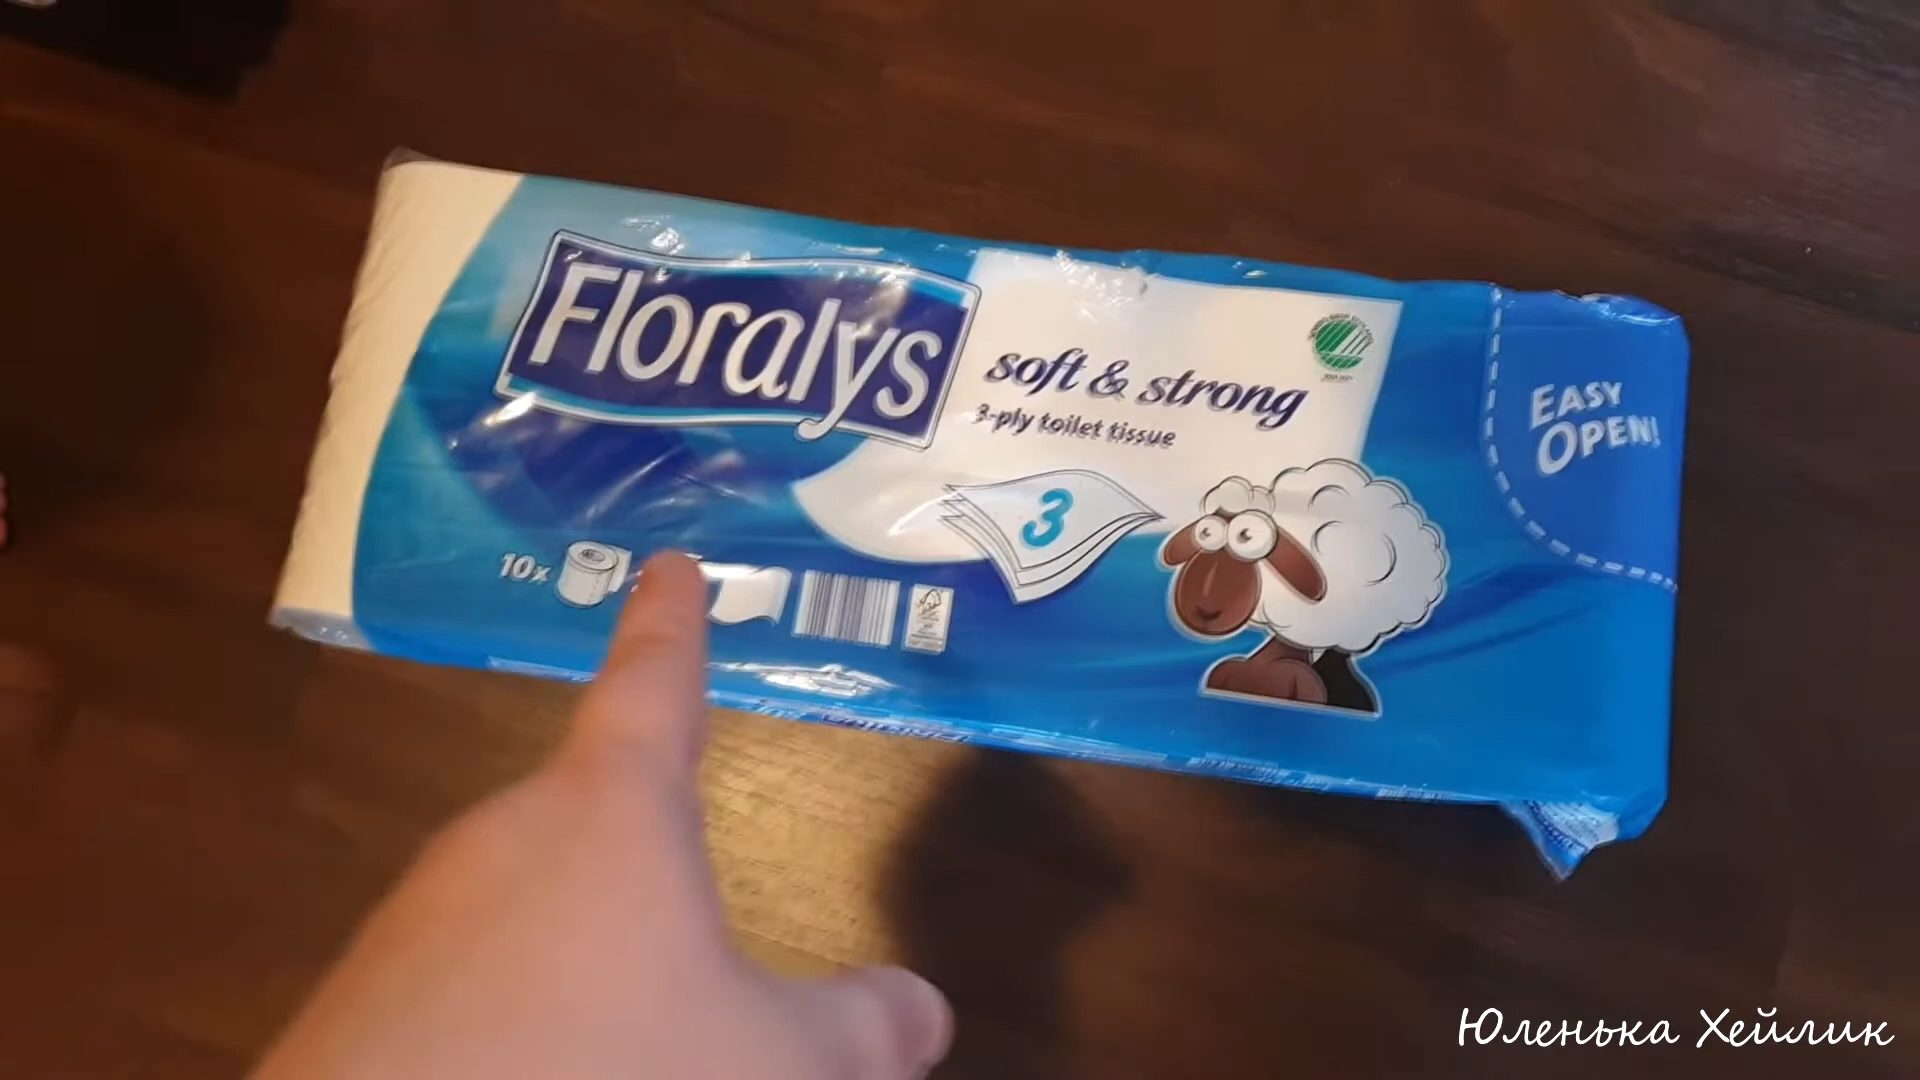 Floralys
soft & strong
3-ply toilet tissue
3
EASY
OPEN!
10x
Юленька Хейлик